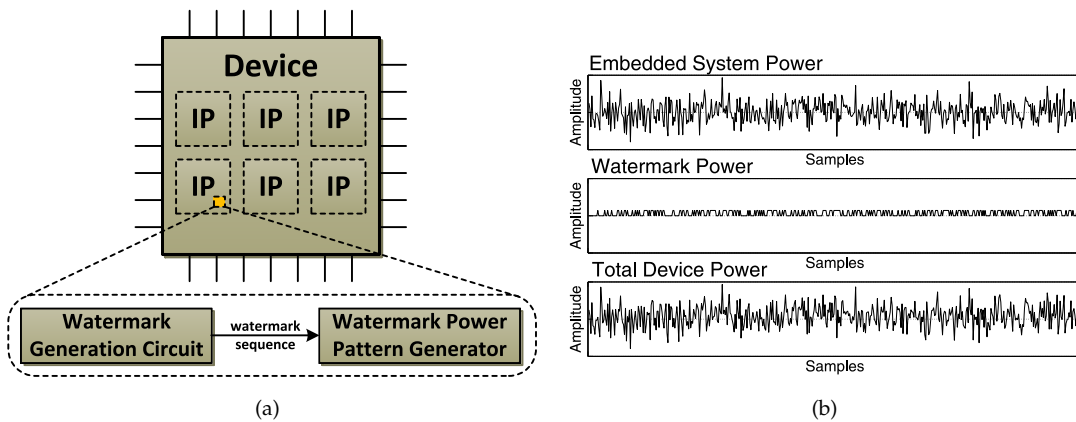 Device
IP IP IP
IP IP IP
Watermark
Generation Circuit
watermark
sequence
Watermark Power
Pattern Generator
(a)
Embedded System Power
Amplitude
Samples
Watermark Power
Amplitude
Samples
Total Device Power
Amplitude
Samples
(b)